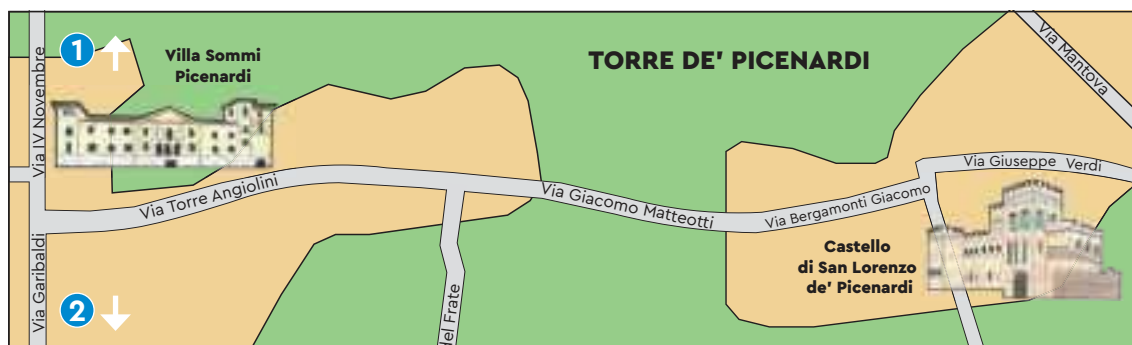 1
Villa Sommi
Picenardi
TORRE DE' PICENARDI
Via Mantova
Via IV Novembre
Via Giuseppe Verdi
Via Torre Angiolini
Via Giacomo Matteotti
Via Bergamonti Giacomo
Castello
di San Lorenzo
de' Picenardi
Via Garibaldi
2
del Frate